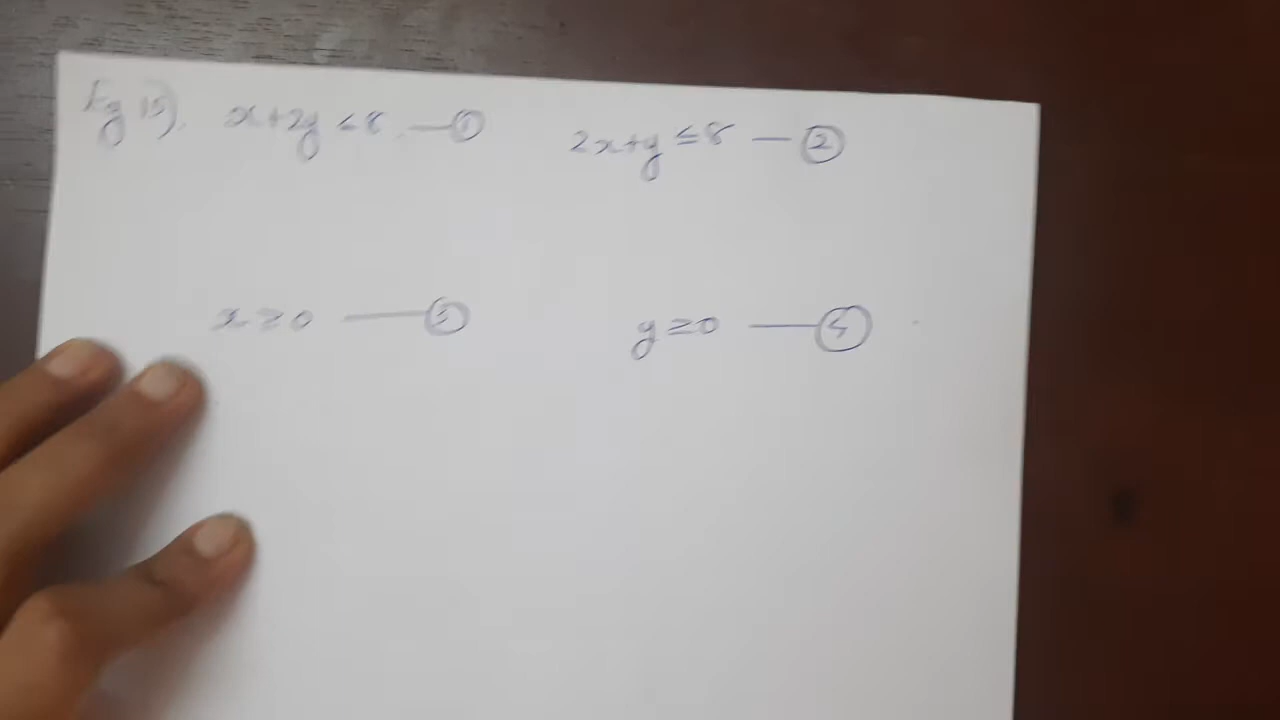 Eg 15). x+2y ≤ 8 — ① 2x+y ≤ 8 — ②
x ≥ 0 — ③ y ≥ 0 — ④